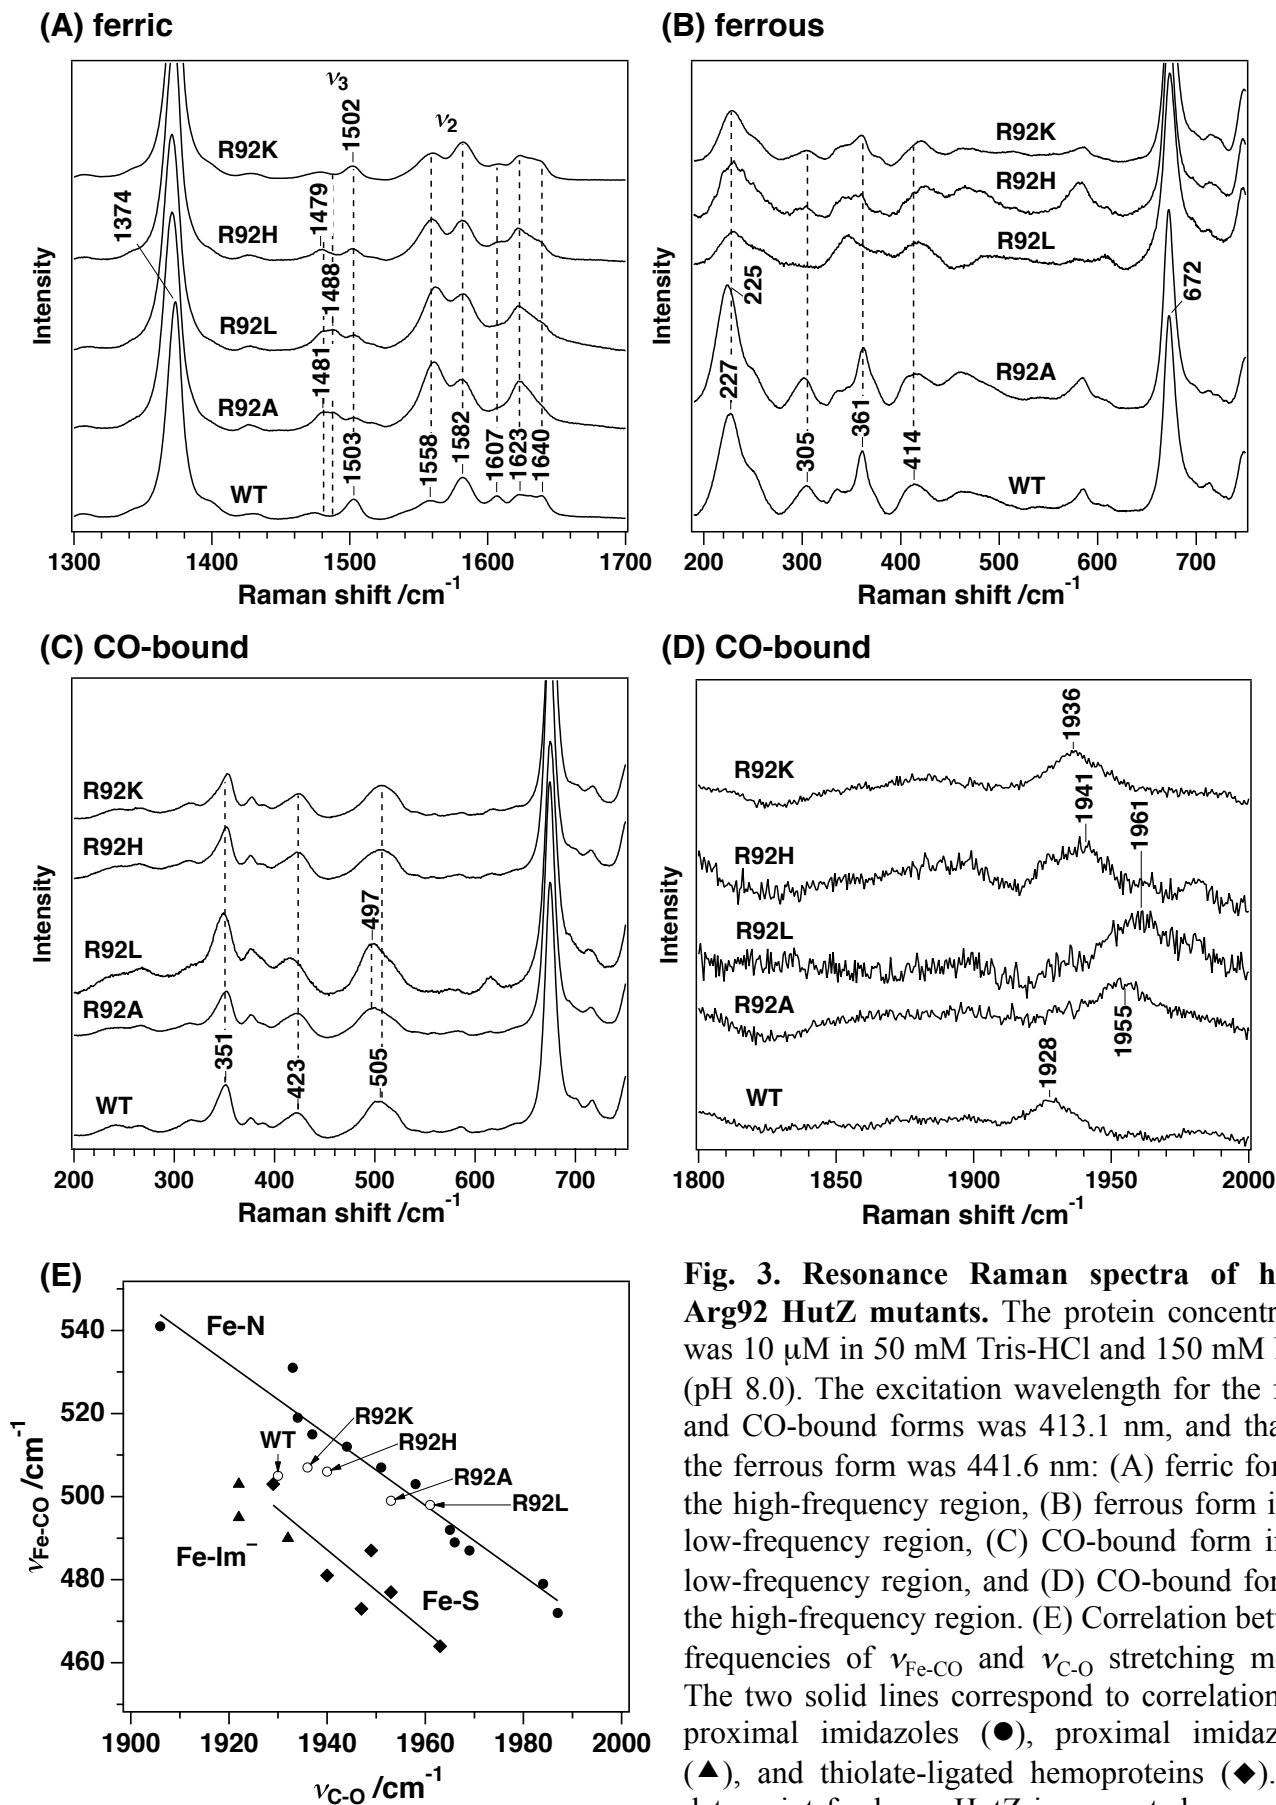 (A) ferric
ν3
1502
ν2
R92K
1374
1479
R92H
1488
R92L
1481
R92A
1503
1558
1582
1607
1623
1640
WT
Intensity
1300 1400 1500 1600 1700
Raman shift /cm-1
(B) ferrous
R92K
R92H
R92L
225
672
R92A
227
305
361
414
WT
Intensity
200 300 400 500 600 700
Raman shift /cm-1
(C) CO-bound
R92K
R92H
497
R92L
R92A
351
423
505
WT
Intensity
200 300 400 500 600 700
Raman shift /cm-1
(D) CO-bound
1936
R92K
1941
1961
R92H
R92L
R92A
1955
1928
WT
Intensity
1800 1850 1900 1950 2000
Raman shift /cm-1
(E)
Fe-N
540
520
500
480
460
R92K
WT
R92H
R92A
R92L
Fe-Im−
Fe-S
νFe-CO /cm-1
1900 1920 1940 1960 1980 2000
νC-O /cm-1
Fig. 3. Resonance Raman spectra of h
Arg92 HutZ mutants. The protein concentr
was 10 μM in 50 mM Tris-HCl and 150 mM
(pH 8.0). The excitation wavelength for the
and CO-bound forms was 413.1 nm, and tha
the ferrous form was 441.6 nm: (A) ferric for
the high-frequency region, (B) ferrous form i
low-frequency region, (C) CO-bound form i
low-frequency region, and (D) CO-bound for
the high-frequency region. (E) Correlation bet
frequencies of νFe-CO and νC-O stretching m
The two solid lines correspond to correlation
proximal imidazoles (●), proximal imidaz
(▲), and thiolate-ligated hemoproteins (◆).